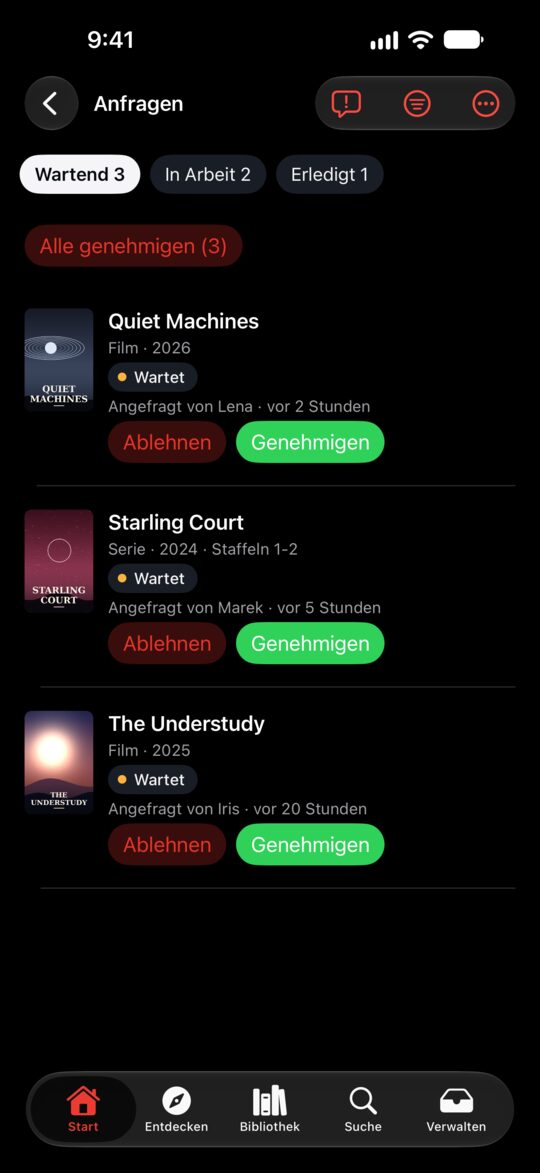 9:41
Anfragen
Wartend 3
In Arbeit 2
Erledigt 1
Alle genehmigen (3)
QUIET
MACHINES
Quiet Machines
Film · 2026
Wartet
Angefragt von Lena · vor 2 Stunden
Ablehnen
Genehmigen
STARLING
COURT
Starling Court
Serie · 2024 · Staffeln 1-2
Wartet
Angefragt von Marek · vor 5 Stunden
Ablehnen
Genehmigen
THE
UNDERSTUDY
The Understudy
Film · 2025
Wartet
Angefragt von Iris · vor 20 Stunden
Ablehnen
Genehmigen
Start
Entdecken
Bibliothek
Suche
Verwalten